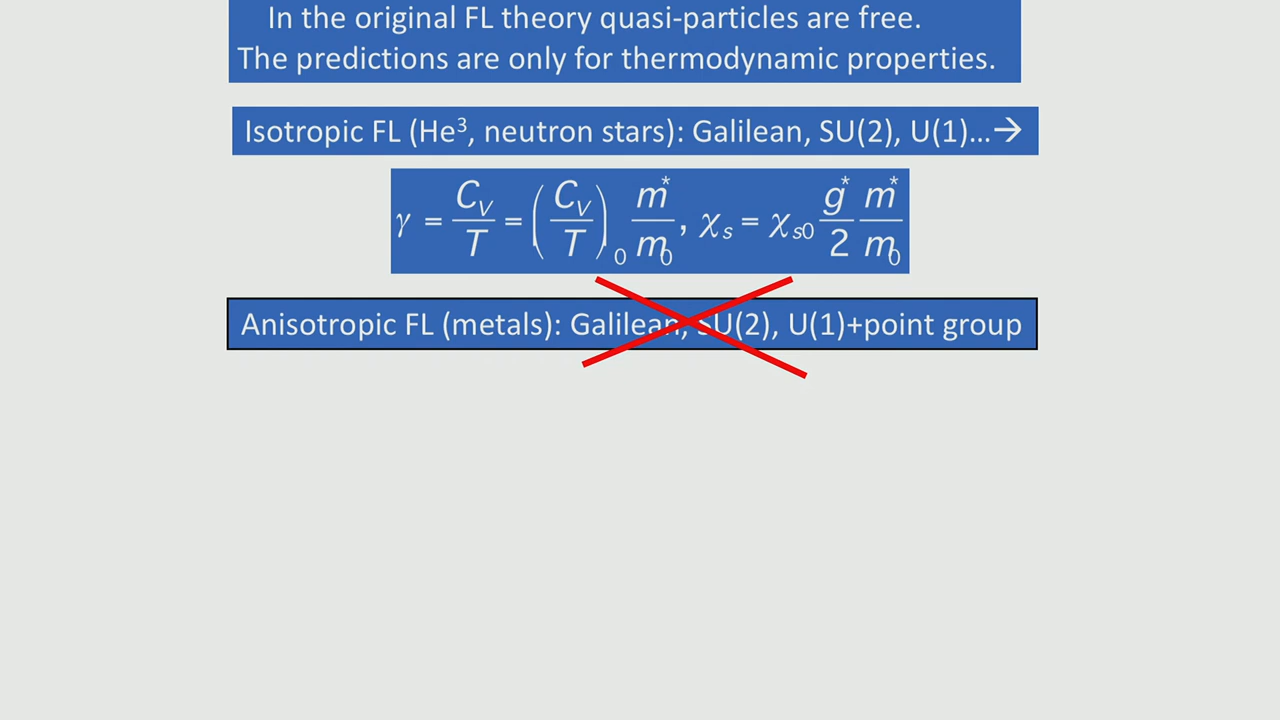 In the original FL theory quasi-particles are free.
The predictions are only for thermodynamic properties.
Isotropic FL (He³, neutron stars): Galilean, SU(2), U(1)…→
γ = C_V/T = (C_V/T)_0 m*/m_0, χ_s = χ_s0 g*/2 m*/m_0
Anisotropic FL (metals): Galilean, SU(2), U(1)+point group